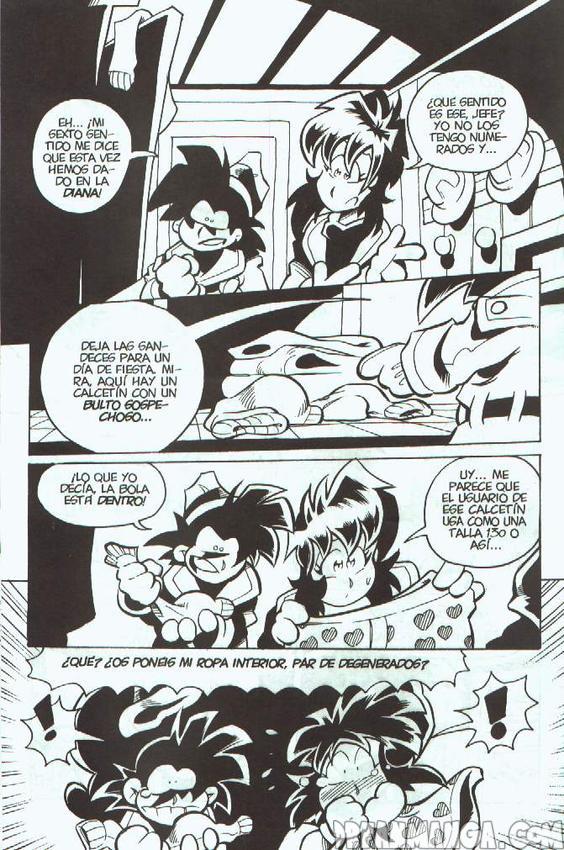 EH... ¡MI
SEXTO SEN-
TIDO ME DICE
QUE ESTA VEZ
HEMOS DA-
DO EN LA
DIANA!
¿QUÉ SENTIDO
ES ESE, JEFE?
YO NO LOS
TENGO NUME-
RADOS Y...
DEJA LAS SAN-
DECES PARA UN
DÍA DE FIESTA. MI-
RA, AQUÍ HAY UN
CALCETÍN CON UN
BULTO SOSPE-
CHOSO...
¡LO QUE YO
DECÍA, LA BOLA
ESTÁ DENTRO!
UY... ME
PARECE QUE
EL USUARIO DE
ESE CALCETÍN
USA COMO UNA
TALLA 130 O
ASÍ...
¿QUÉ? ¿OS PONEIS MI ROPA INTERIOR, PAR DE DEGENERADOS?
!
!